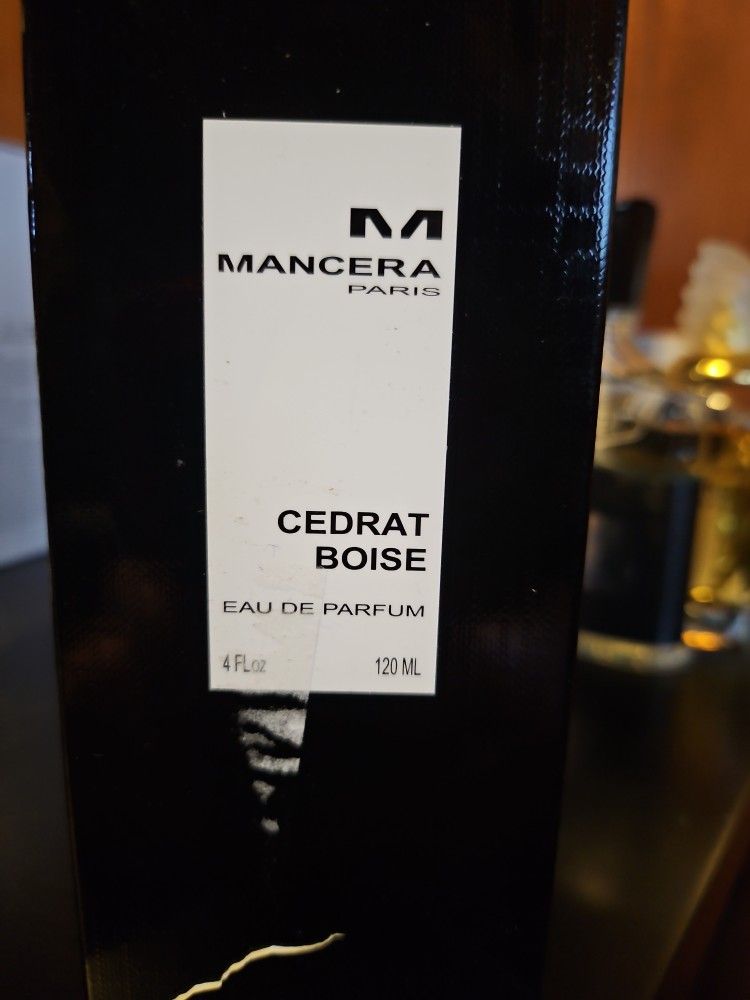 M
MANCERA
PARIS
CEDRAT
BOISE
EAU DE PARFUM
4 FLoz 120 ML